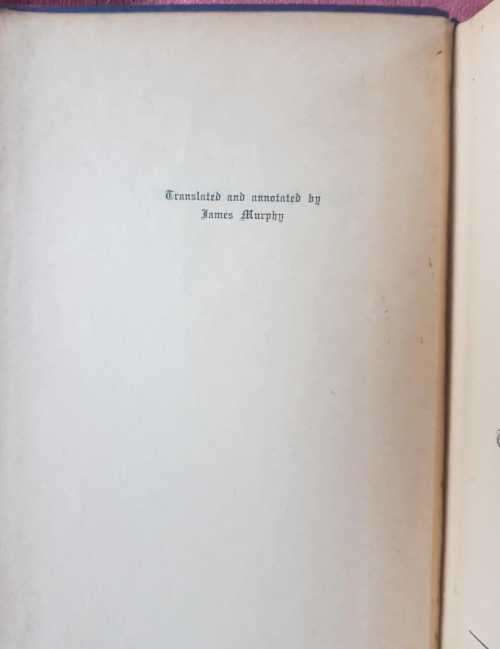 Translated and annotated by
James Murphy